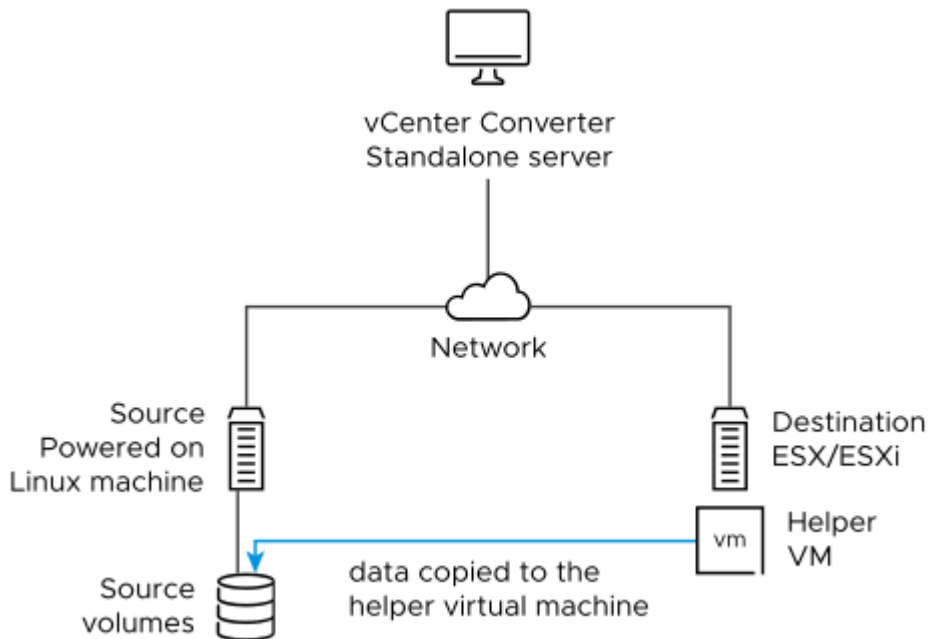 vCenter Converter
Standalone server
Network
Source
Powered on
Linux machine
Destination
ESX/ESXi
vm
Helper
VM
data copied to the
helper virtual machine
Source
volumes